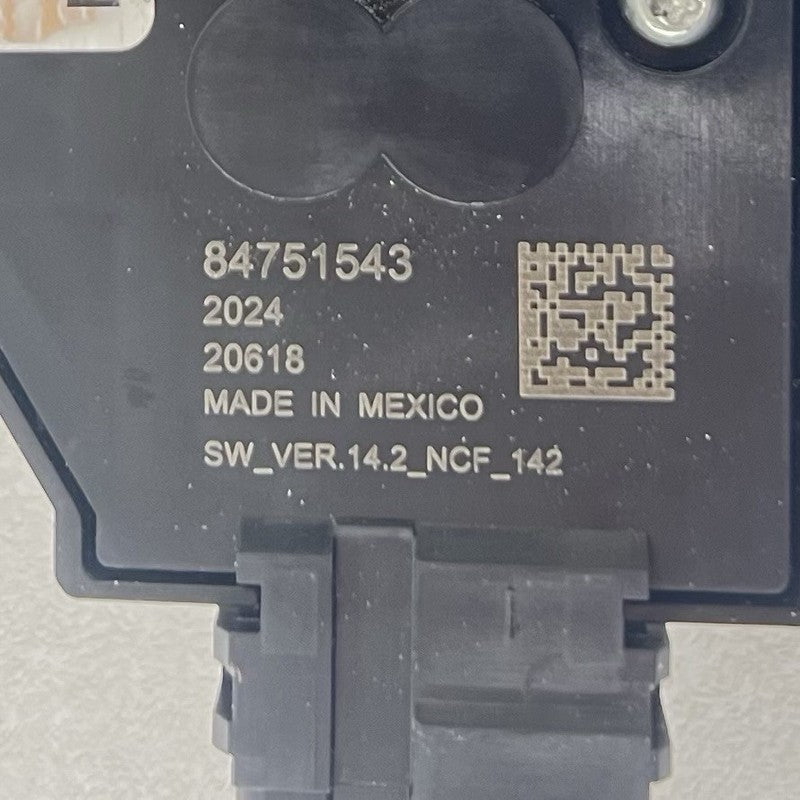 84751543
2024
20618
MADE IN MEXICO
SW_VER.14.2_NCF_142